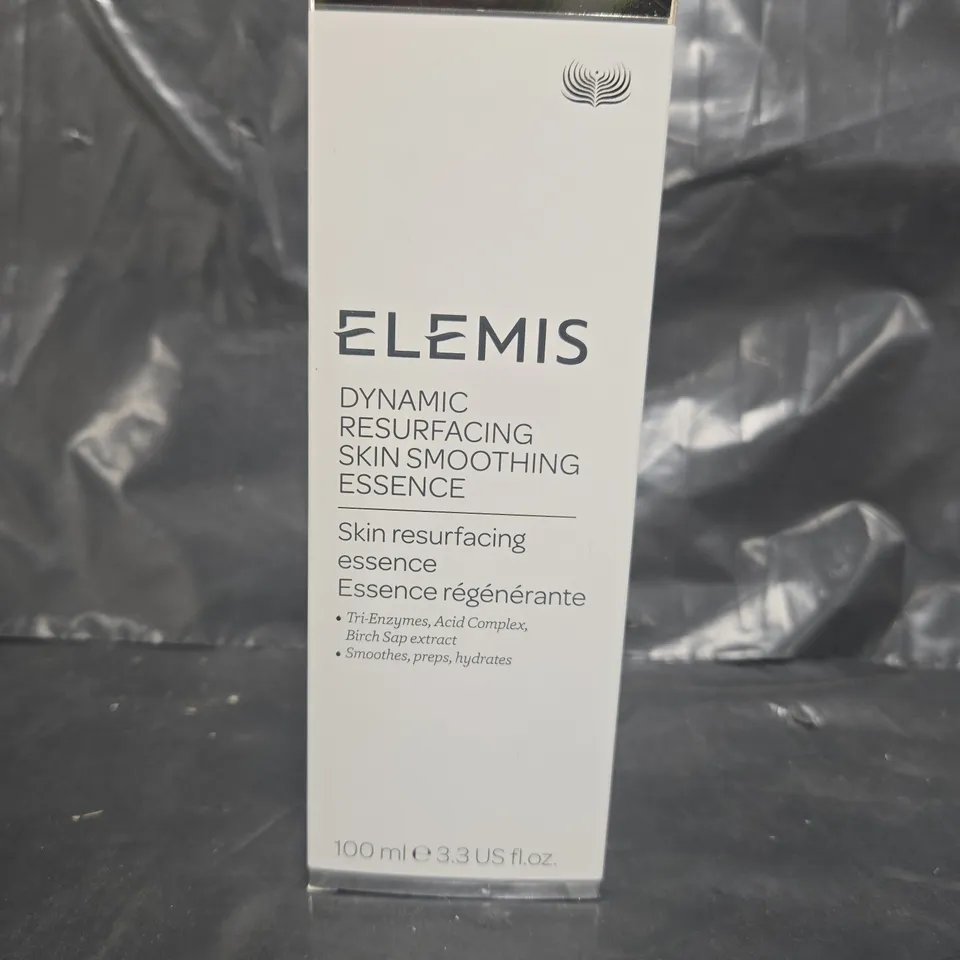 ELEMIS
DYNAMIC
RESURFACING
SKIN SMOOTHING
ESSENCE
Skin resurfacing
essence
Essence régénérante
• Tri-Enzymes, Acid Complex,
Birch Sap extract
• Smoothes, preps, hydrates
100 ml ℮ 3.3 US fl.oz.